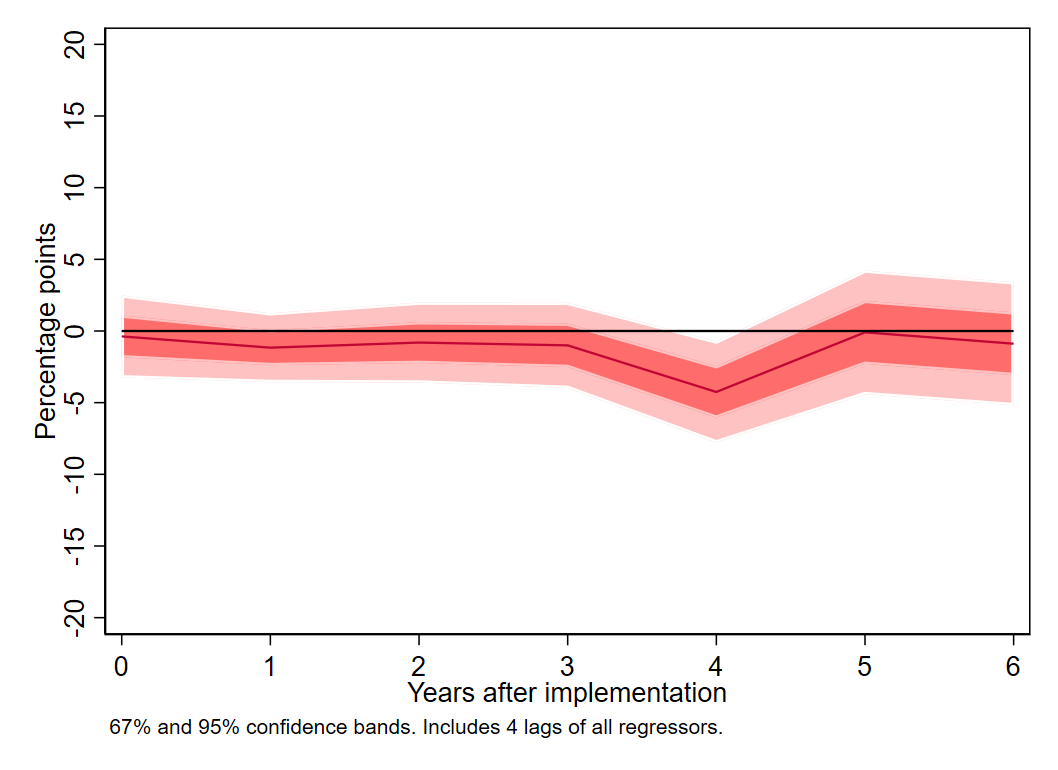 20
15
10
5
0
-5
-10
-15
-20
Percentage points
0 1 2 3 4 5 6
Years after implementation
67% and 95% confidence bands. Includes 4 lags of all regressors.